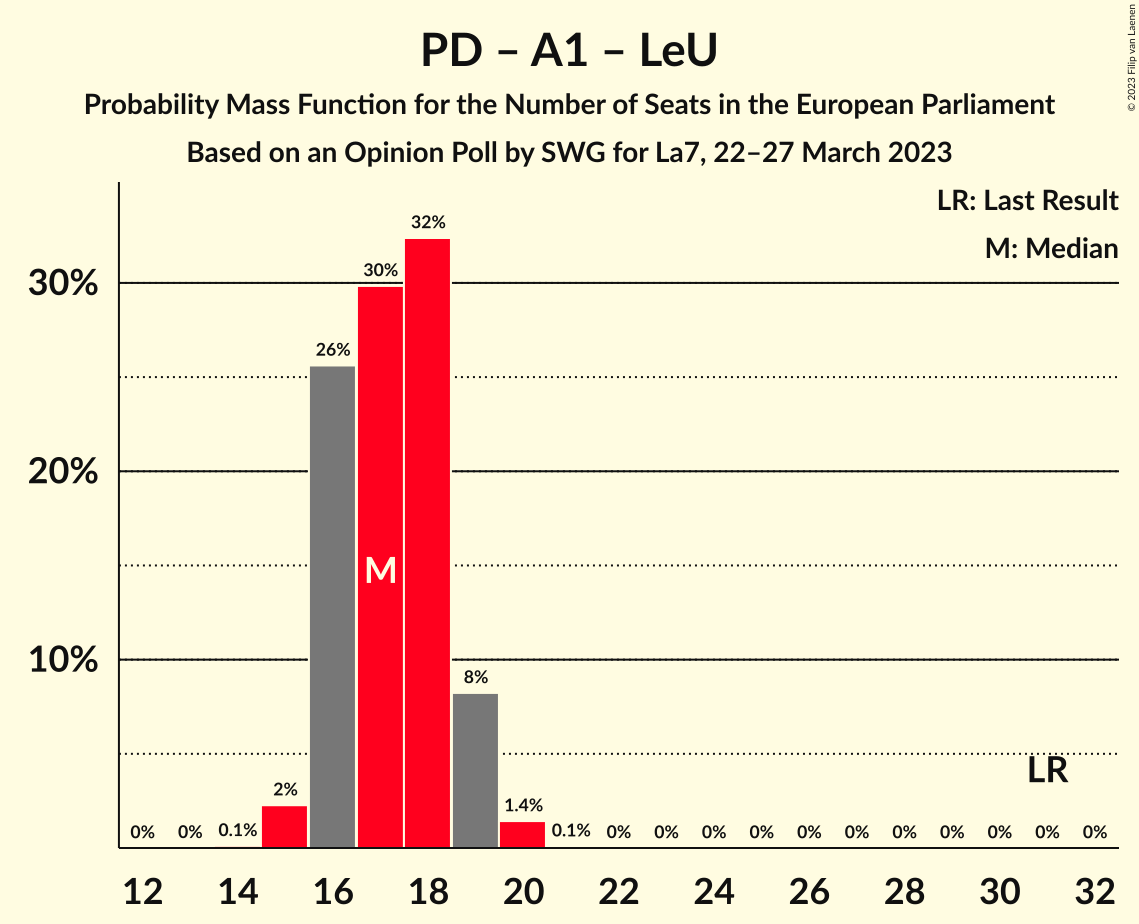 PD – A1 – LeU
Probability Mass Function for the Number of Seats in the European Parliament
Based on an Opinion Poll by SWG for La7, 22–27 March 2023
© 2023 Filip van Laenen
LR: Last Result
M: Median
30%
20%
10%
0% 0% 0.1% 2% 26% 30% 32% 8% 1.4% 0.1% 0% 0% 0% 0% 0% 0% 0% 0% 0% 0% 0%
M
LR
12 14 16 18 20 22 24 26 28 30 32